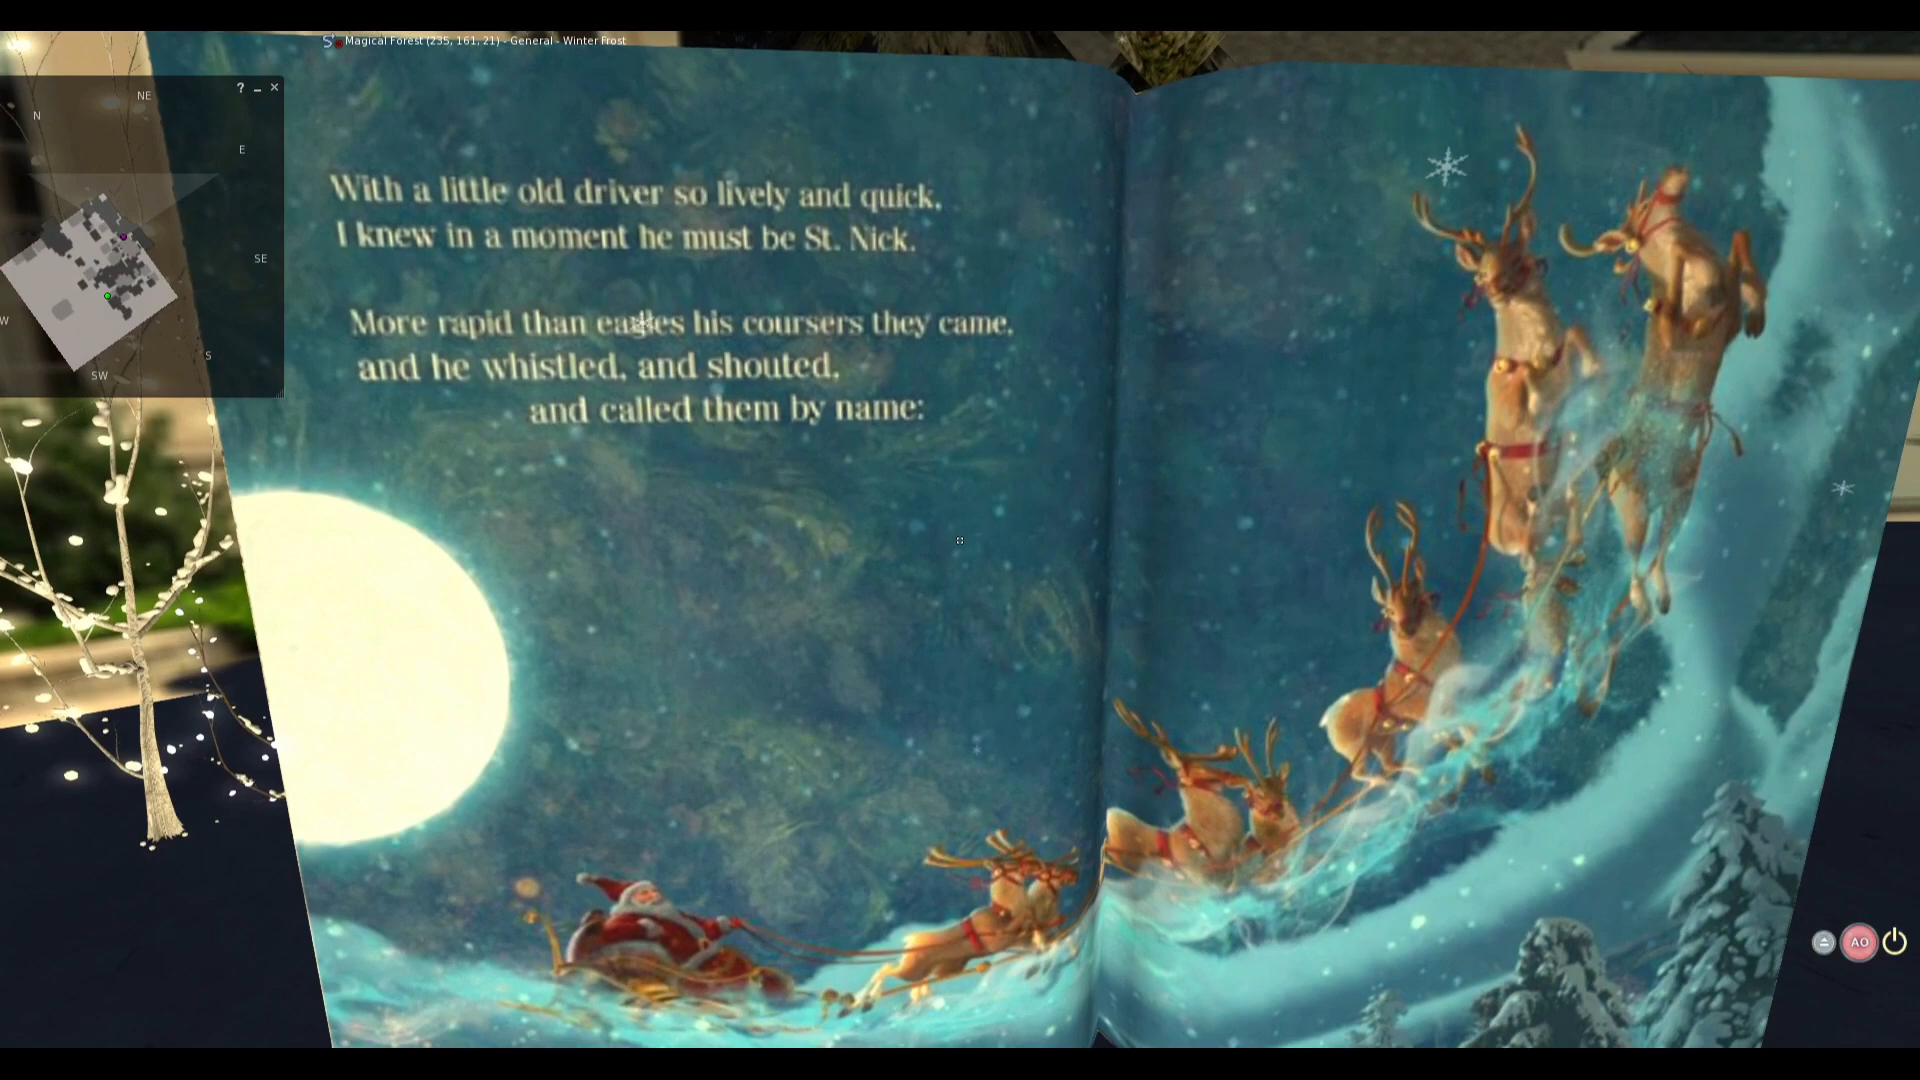 Magical Forest (235, 161, 21) - General - Winter Frost
? _ ×
NE
N
E
SE
W
S
SW
With a little old driver so lively and quick,
I knew in a moment he must be St. Nick.
More rapid than eagles his coursers they came,
and he whistled, and shouted,
and called them by name:
AO